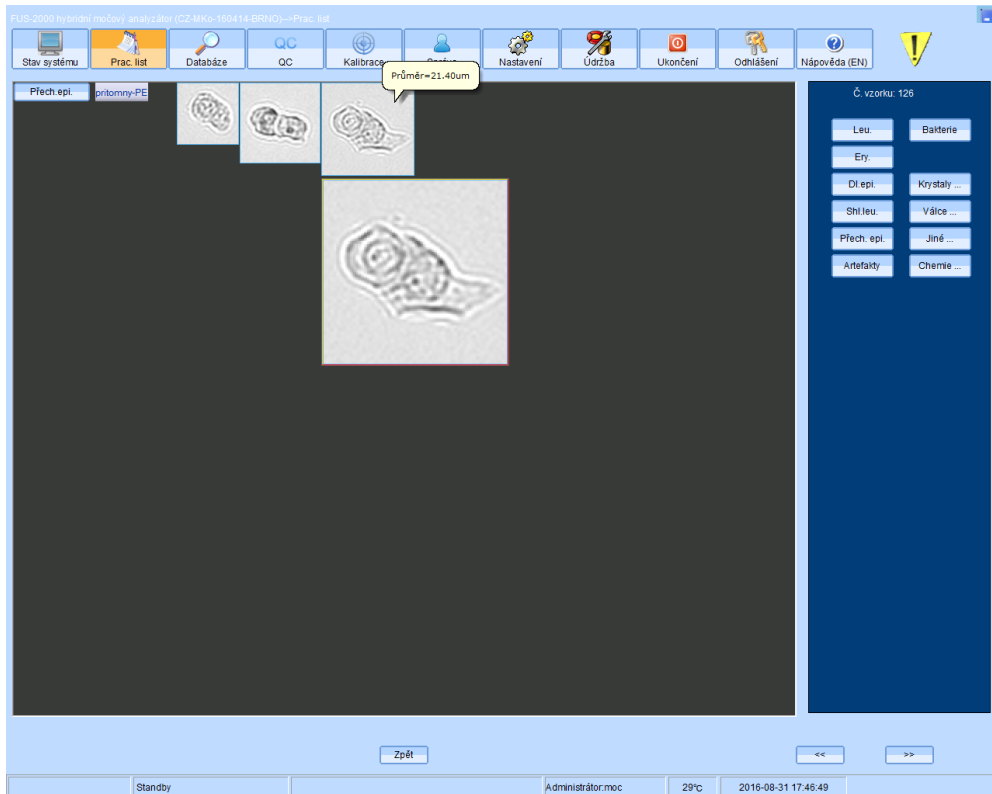 FUS-2000 hybridní močový analyzátor (CZ-MKo-160414-BRNO)-->Prac. list
Stav systému
Prac. list
Databáze
QC
QC
Kalibrace
Nastavení
Údržba
Ukončení
Odhlášení
Nápověda (EN)
Průměr=21.40um
Přech.epi.
pritomny-PE
Č. vzorku: 126
Leu.
Bakterie
Ery.
Dl.epi.
Krystaly ...
Shl.leu.
Válce ...
Přech. epi.
Jiné ...
Artefakty
Chemie ...
Zpět
<<
>>
Standby
Administrátor:moc
29°C
2016-08-31 17:46:49